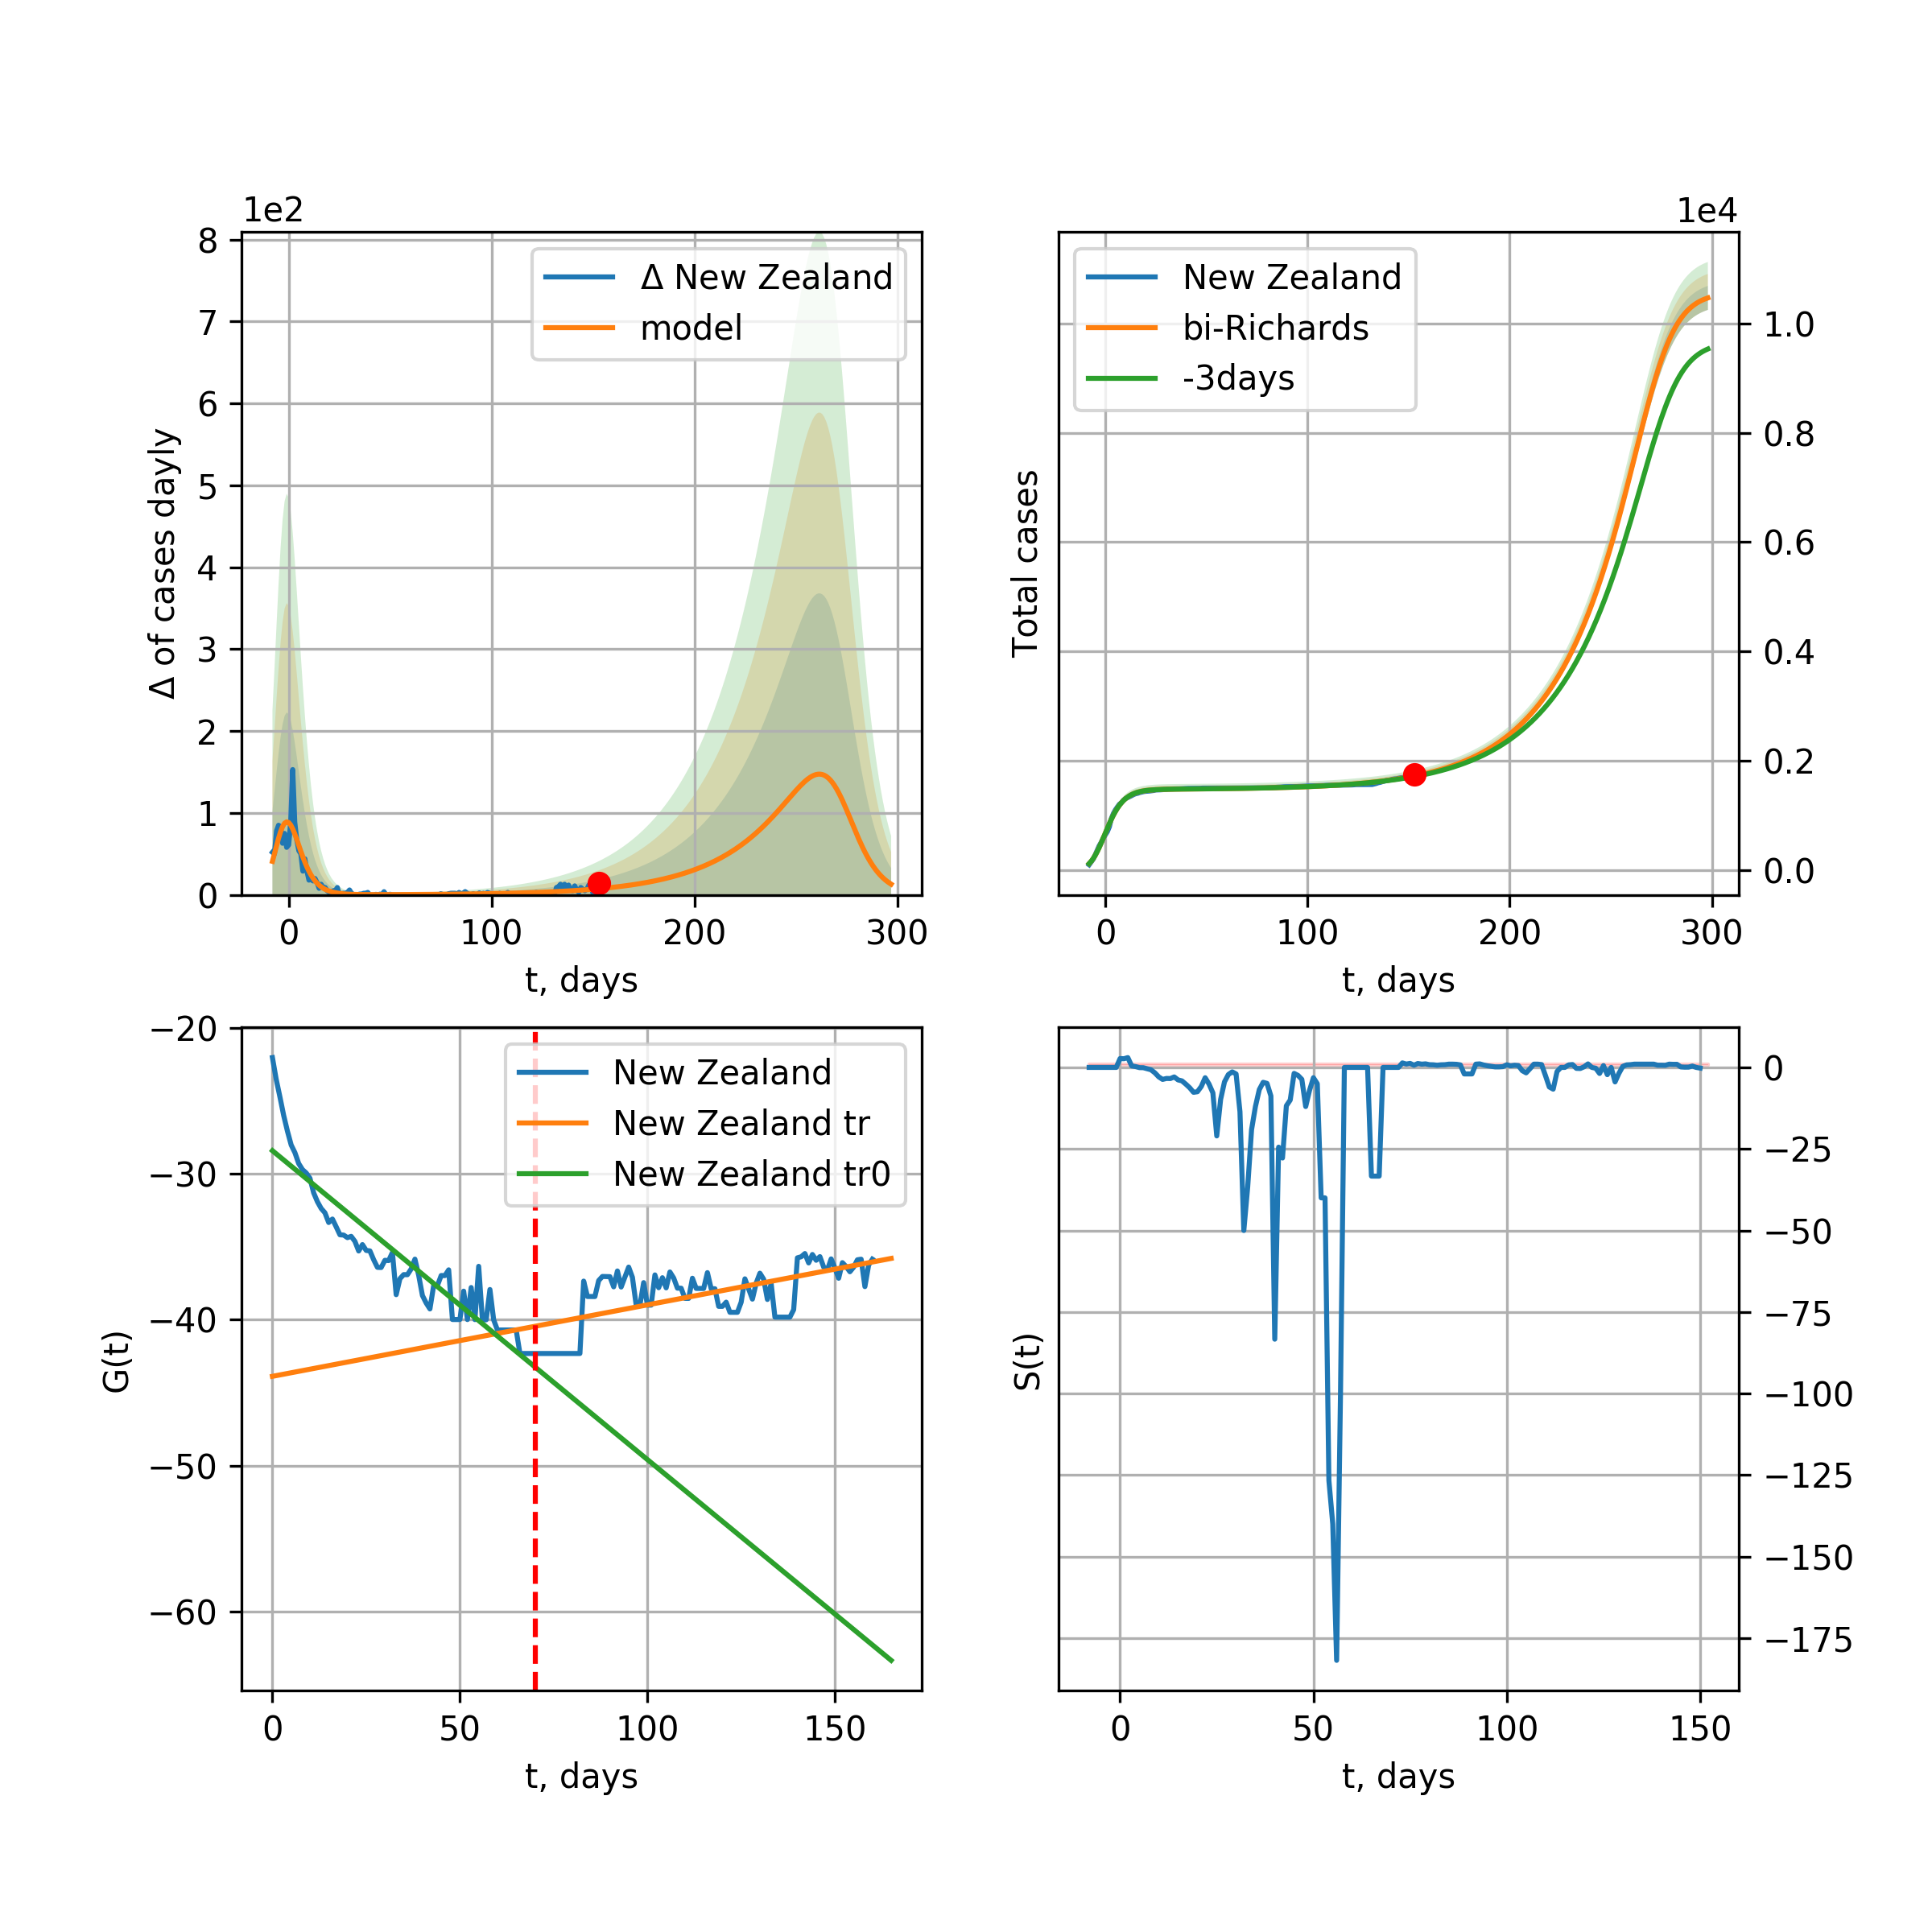 1e2
Δ of cases dayly
8
7
6
5
4
3
2
1
0
Δ New Zealand
model
0 100 200 300
t, days
1e4
Total cases
New Zealand
bi-Richards
-3days
1.0
0.8
0.6
0.4
0.2
0.0
0 100 200 300
t, days
G(t)
−20
−30
−40
−50
−60
New Zealand
New Zealand tr
New Zealand tr0
0 50 100 150
t, days
S(t)
0
−25
−50
−75
−100
−125
−150
−175
0 50 100 150
t, days